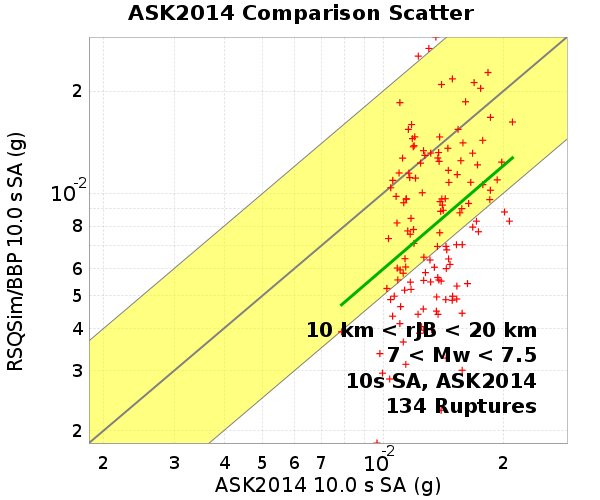 ASK2014 Comparison Scatter
RSQSim/BBP 10.0 s SA (g)
2
10-2
8
6
5
4
3
2
10 km < rJB < 20 km
7 < Mw < 7.5
10s SA, ASK2014
134 Ruptures
2 3 4 5 6 7 10-2 2
ASK2014 10.0 s SA (g)